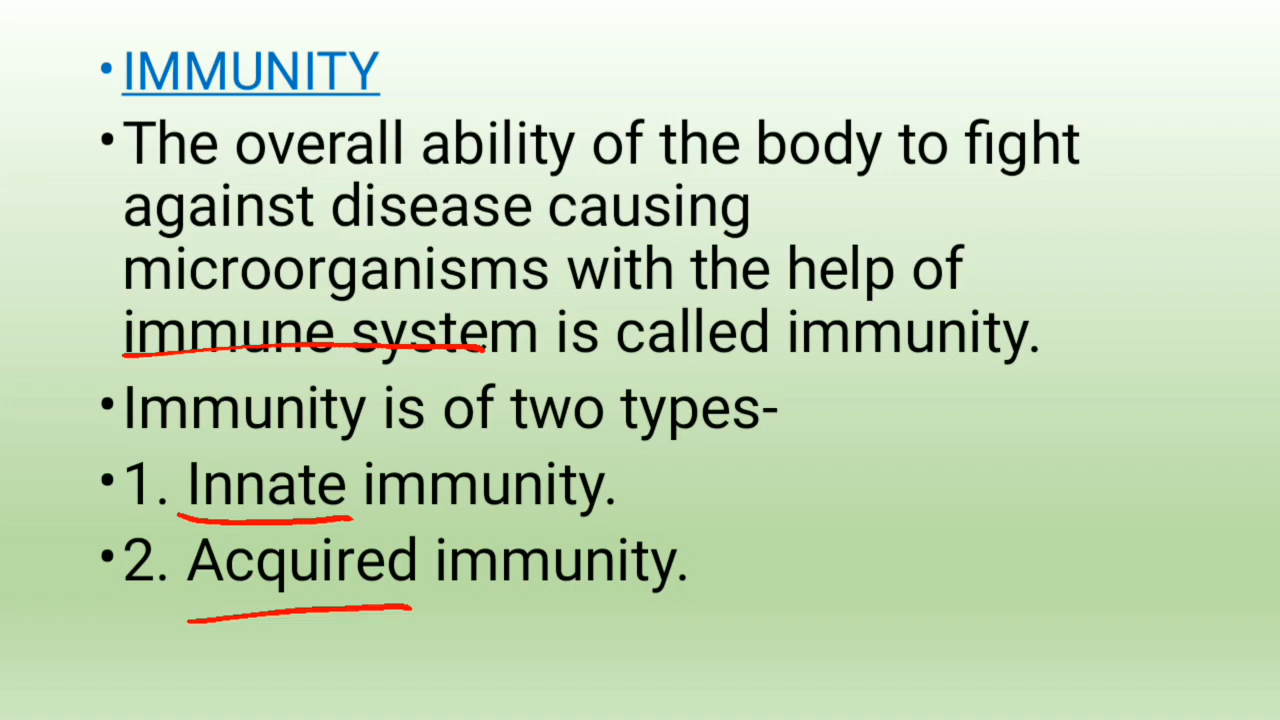 • IMMUNITY
• The overall ability of the body to fight
against disease causing
microorganisms with the help of
immune system is called immunity.
• Immunity is of two types-
• 1. Innate immunity.
• 2. Acquired immunity.